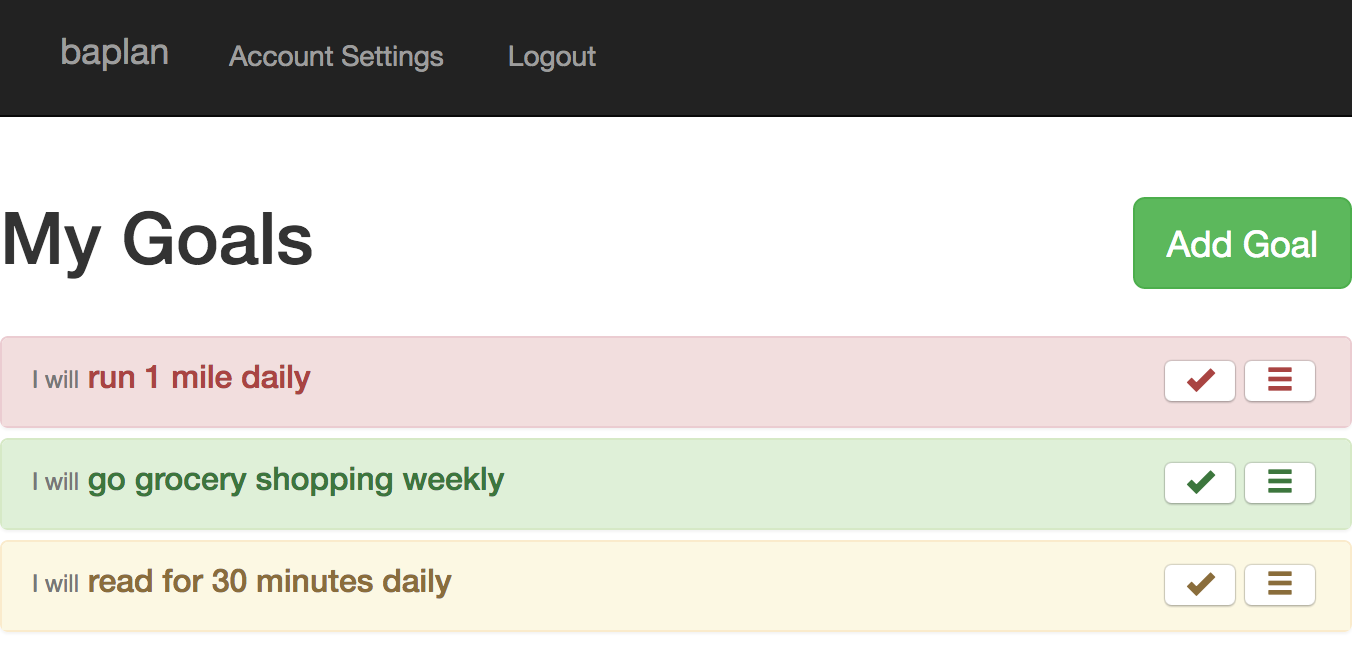 baplan Account Settings Logout
My Goals Add Goal
I will run 1 mile daily
I will go grocery shopping weekly
I will read for 30 minutes daily